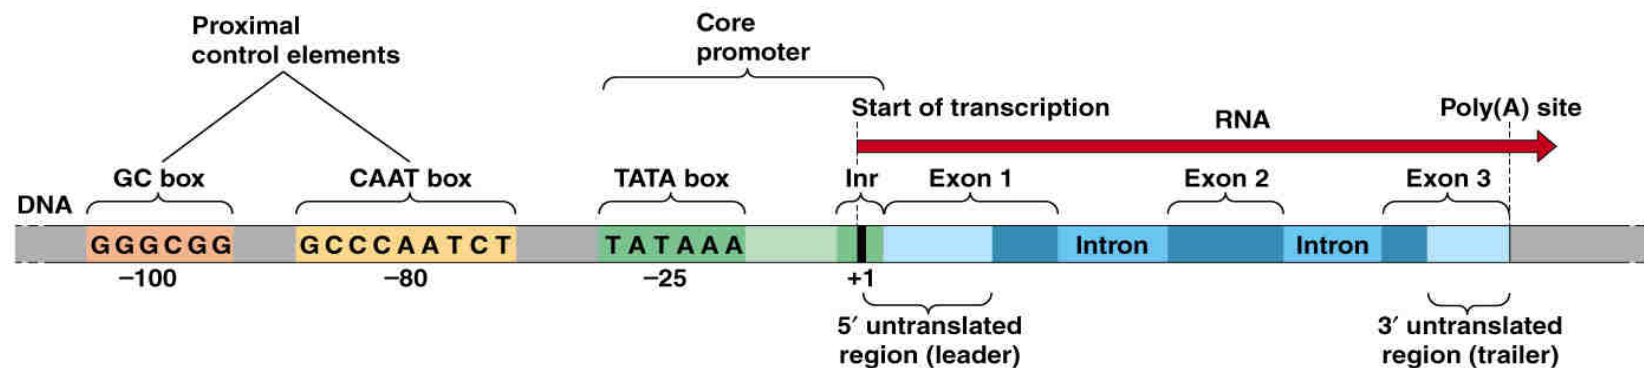 Proximal
control elements
Core
promoter
Start of transcription
RNA
Poly(A) site
GC box
CAAT box
TATA box
Inr
Exon 1
Exon 2
Exon 3
DNA
GGGCGG
GCCCAATCT
TATAAA
Intron
Intron
–100
–80
–25
+1
5′ untranslated
region (leader)
3′ untranslated
region (trailer)